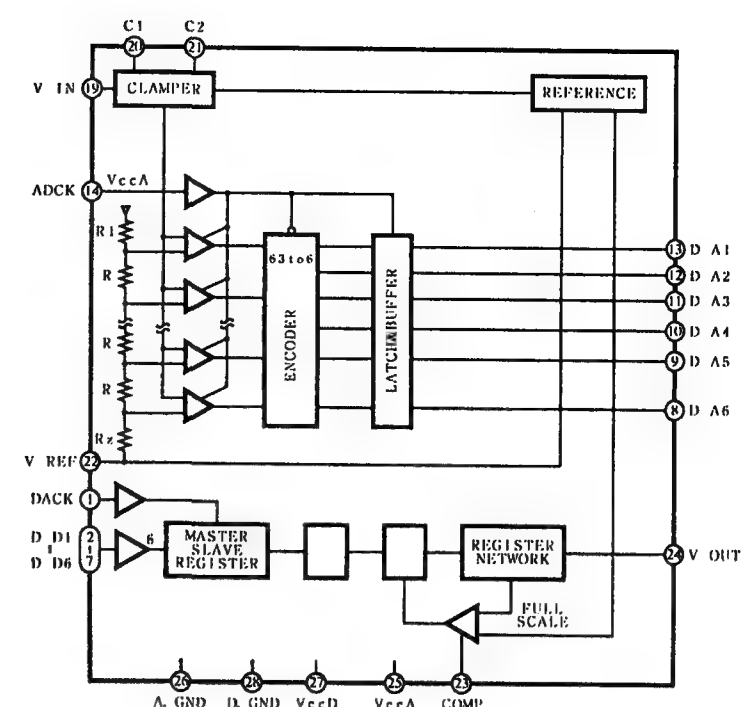 C1 C2
20 21
V IN 19 CLAMPER REFERENCE
ADCK 14 VccA
R1
R
R
R
Rz
63to6
ENCODER
LATCH&BUFFER
13 D A1
12 D A2
11 D A3
10 D A4
9 D A5
8 D A6
V REF 22
DACK 1
D D1
D D6
2
7
6
MASTER
SLAVE
REGISTER
REGISTER
NETWORK
24 V OUT
FULL
SCALE
26 28 27 25 23
A. GND D. GND VccD VccA COMP